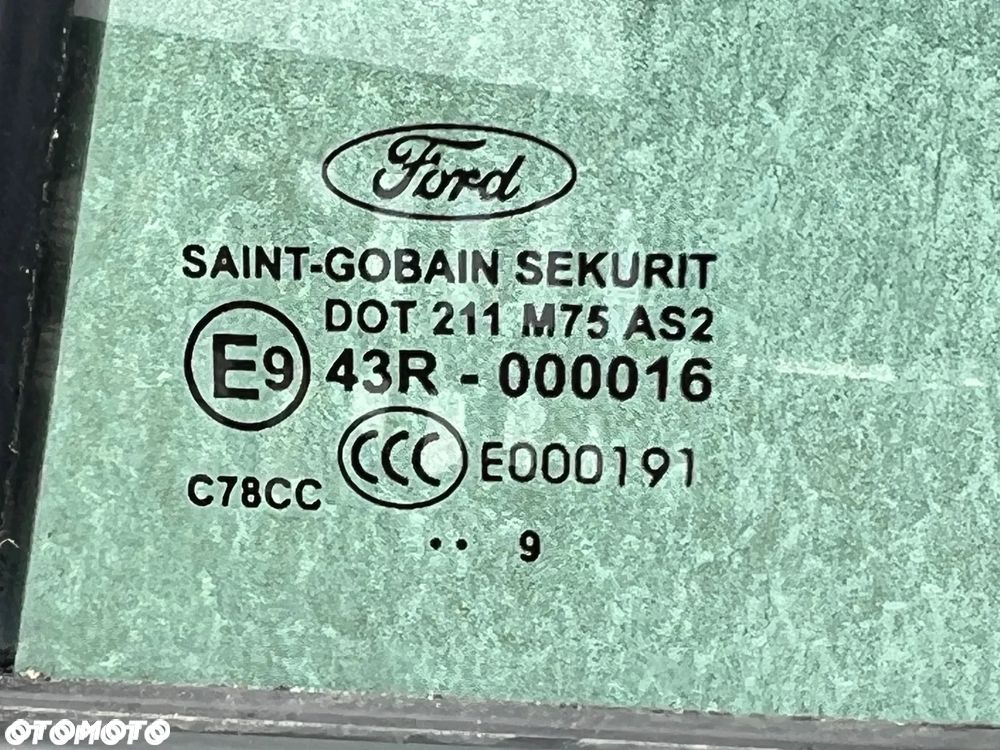 Ford
SAINT-GOBAIN SEKURIT
DOT 211 M75 AS2
E9 43R - 000016
CCC E000191
C78CC
.. 9
OTOMOTO